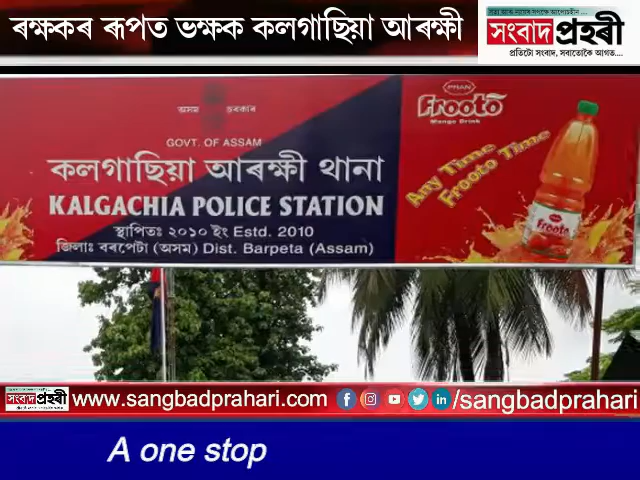 ৰক্ষকৰ ৰূপত ভক্ষক কলগাছিয়া আৰক্ষী
সংবাদ প্ৰহৰী
প্ৰতিটো সংবাদ, সবাতোকৈ আগত....
অসম চৰকাৰ
GOVT. OF ASSAM
কলগাছিয়া আৰক্ষী থানা
KALGACHIA POLICE STATION
স্থাপিতঃ ২০১০ ইং Estd. 2010
জিলাঃ বৰপেটা (অসম) Dist. Barpeta (Assam)
PRAN
Frooto
Mango Drink
Any Time
Frooto Time
Frooto
সংবাদ প্ৰহৰী
www.sangbadprahari.com
/sangbadprahari
A one stop